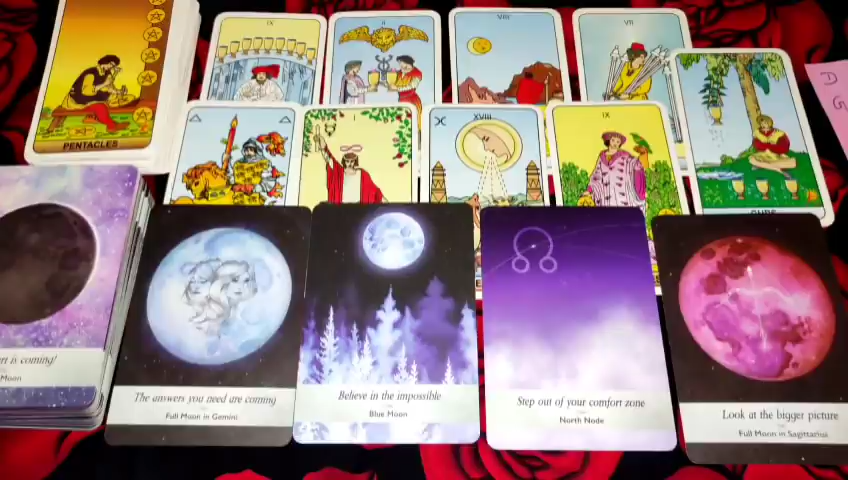 IX
II
VIII
VII
PENTACLES
I
XVIII
IX
D
G
The answers you need are coming
Full Moon in Gemini
Believe in the impossible
Blue Moon
Step out of your comfort zone
North Node
Look at the bigger picture
Full Moon in Sagittarius
is coming!
Moon